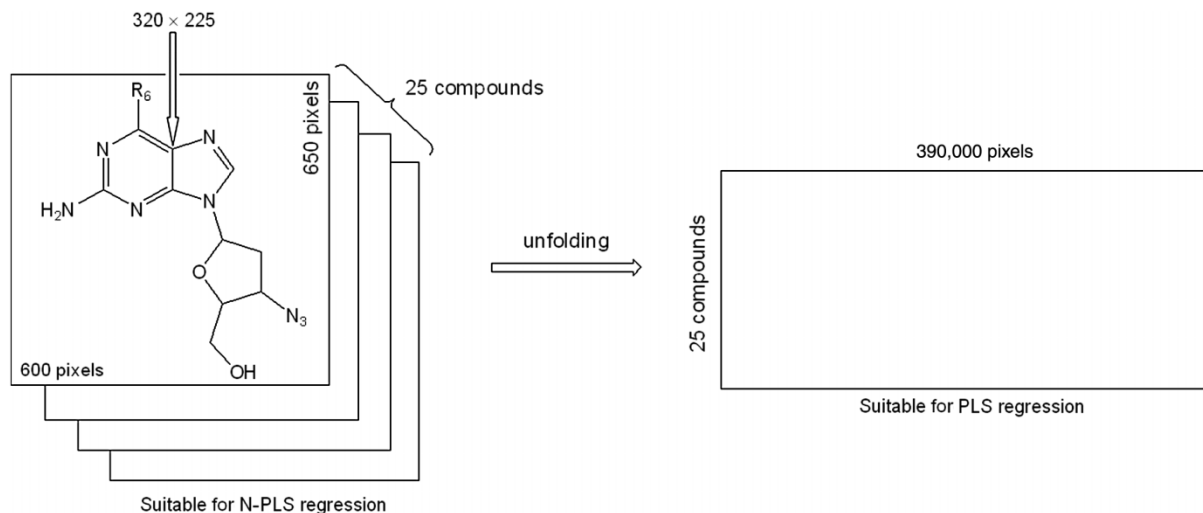 320 × 225
25 compounds
650 pixels
R6
N
N
N
N
H2N
O
N3
OH
600 pixels
Suitable for N-PLS regression
unfolding
390,000 pixels
25 compounds
Suitable for PLS regression